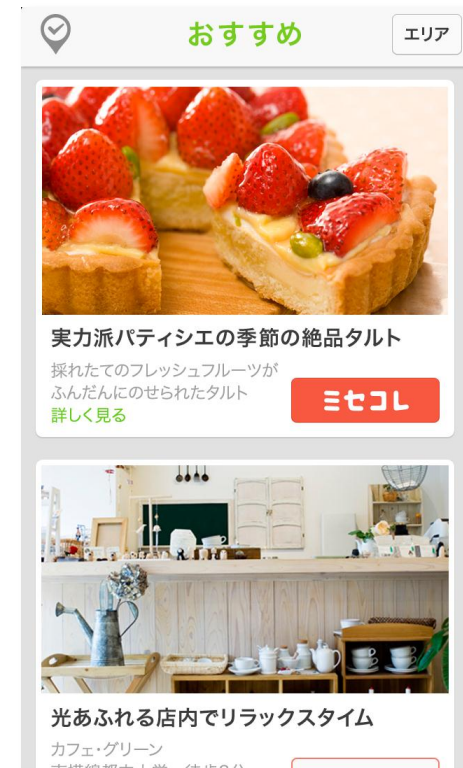 おすすめ
エリア
実力派パティシエの季節の絶品タルト
採れたてのフレッシュフルーツが
ふんだんにのせられたタルト
詳しく見る
ミセコレ
光あふれる店内でリラックスタイム
カフェ・グリーン